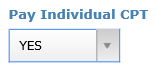 Pay Individual CPT
YES